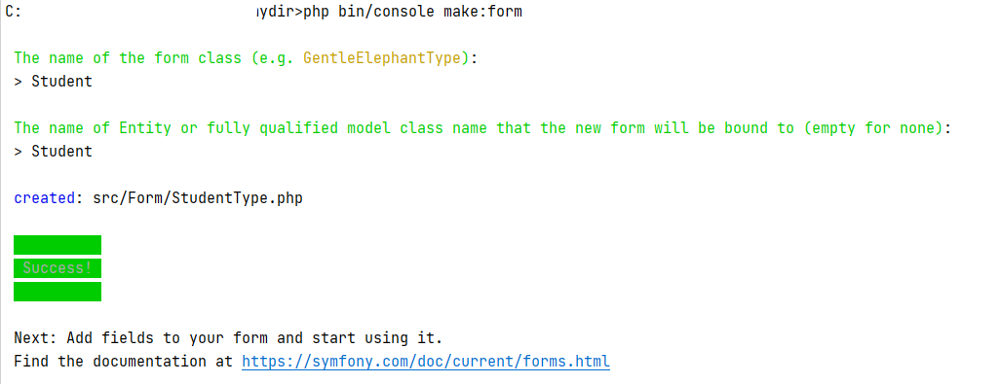 C: ydir>php bin/console make:form
The name of the form class (e.g. GentleElephantType):
> Student
The name of Entity or fully qualified model class name that the new form will be bound to (empty for none):
> Student
created: src/Form/StudentType.php
Success!
Next: Add fields to your form and start using it.
Find the documentation at https://symfony.com/doc/current/forms.html